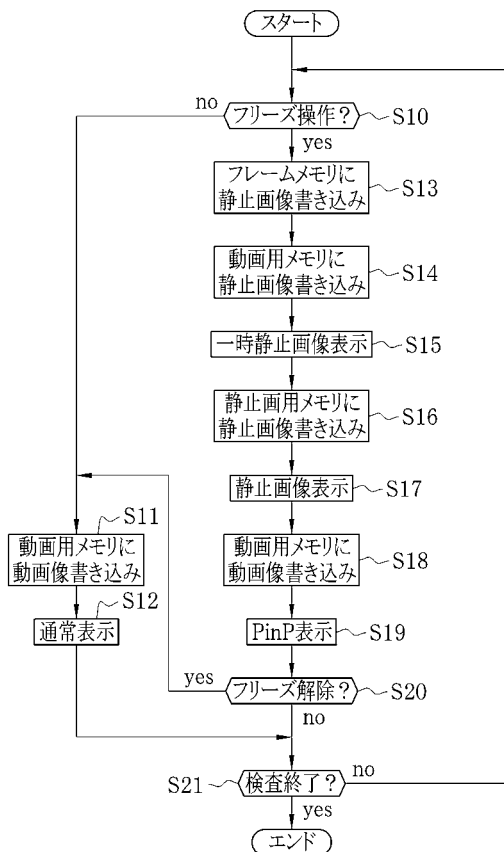 スタート
no
フリーズ操作?
S10
yes
フレームメモリに
静止画像書き込み
S13
動画用メモリに
静止画像書き込み
S14
一時静止画像表示
S15
静止画用メモリに
静止画像書き込み
S16
静止画像表示
S17
S11
動画用メモリに
動画像書き込み
動画用メモリに
動画像書き込み
S18
S12
通常表示
PinP表示
S19
yes
フリーズ解除?
S20
no
S21
検査終了?
no
yes
エンド